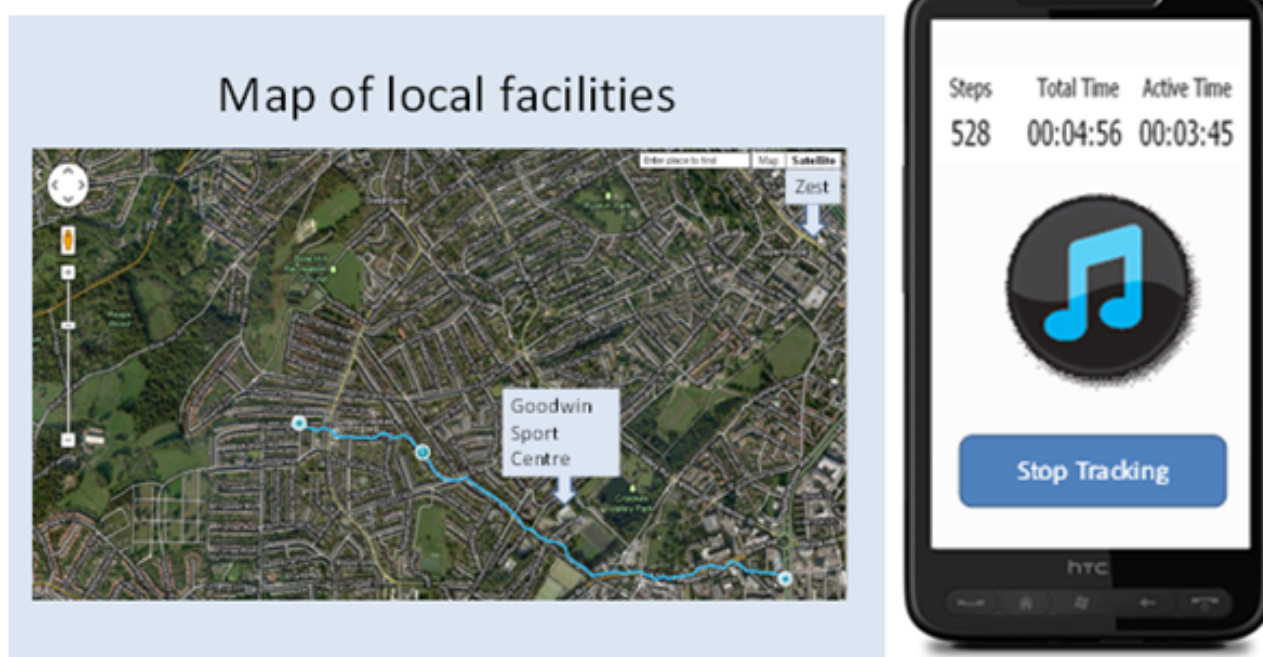 Map of local facilities
Enter place to find
Map
Satellite
Zest
Goodwin
Sport
Centre
Steps
Total Time
Active Time
528
00:04:56
00:03:45
Stop Tracking
hTC